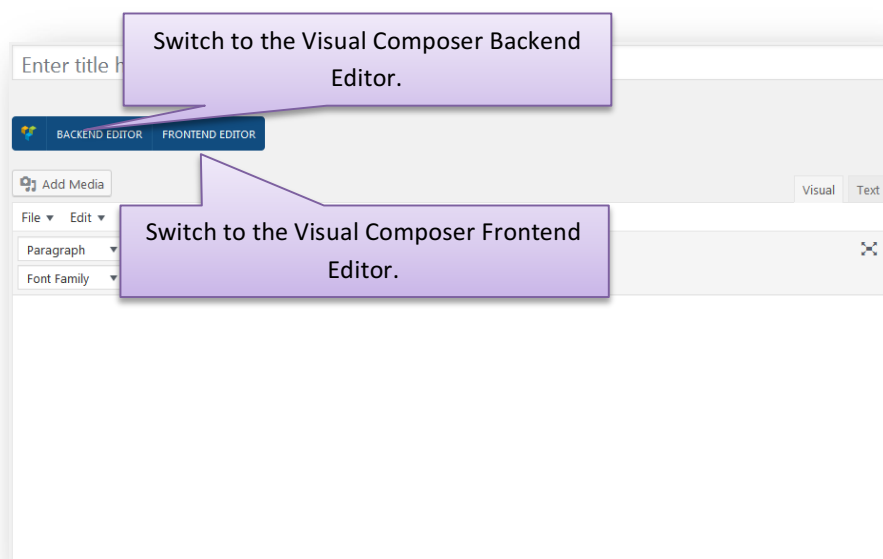 Switch to the Visual Composer Backend
Editor.
Enter title h
BACKEND EDITOR FRONTEND EDITOR
Add Media
Visual Text
File Edit
Switch to the Visual Composer Frontend
Editor.
Paragraph
Font Family